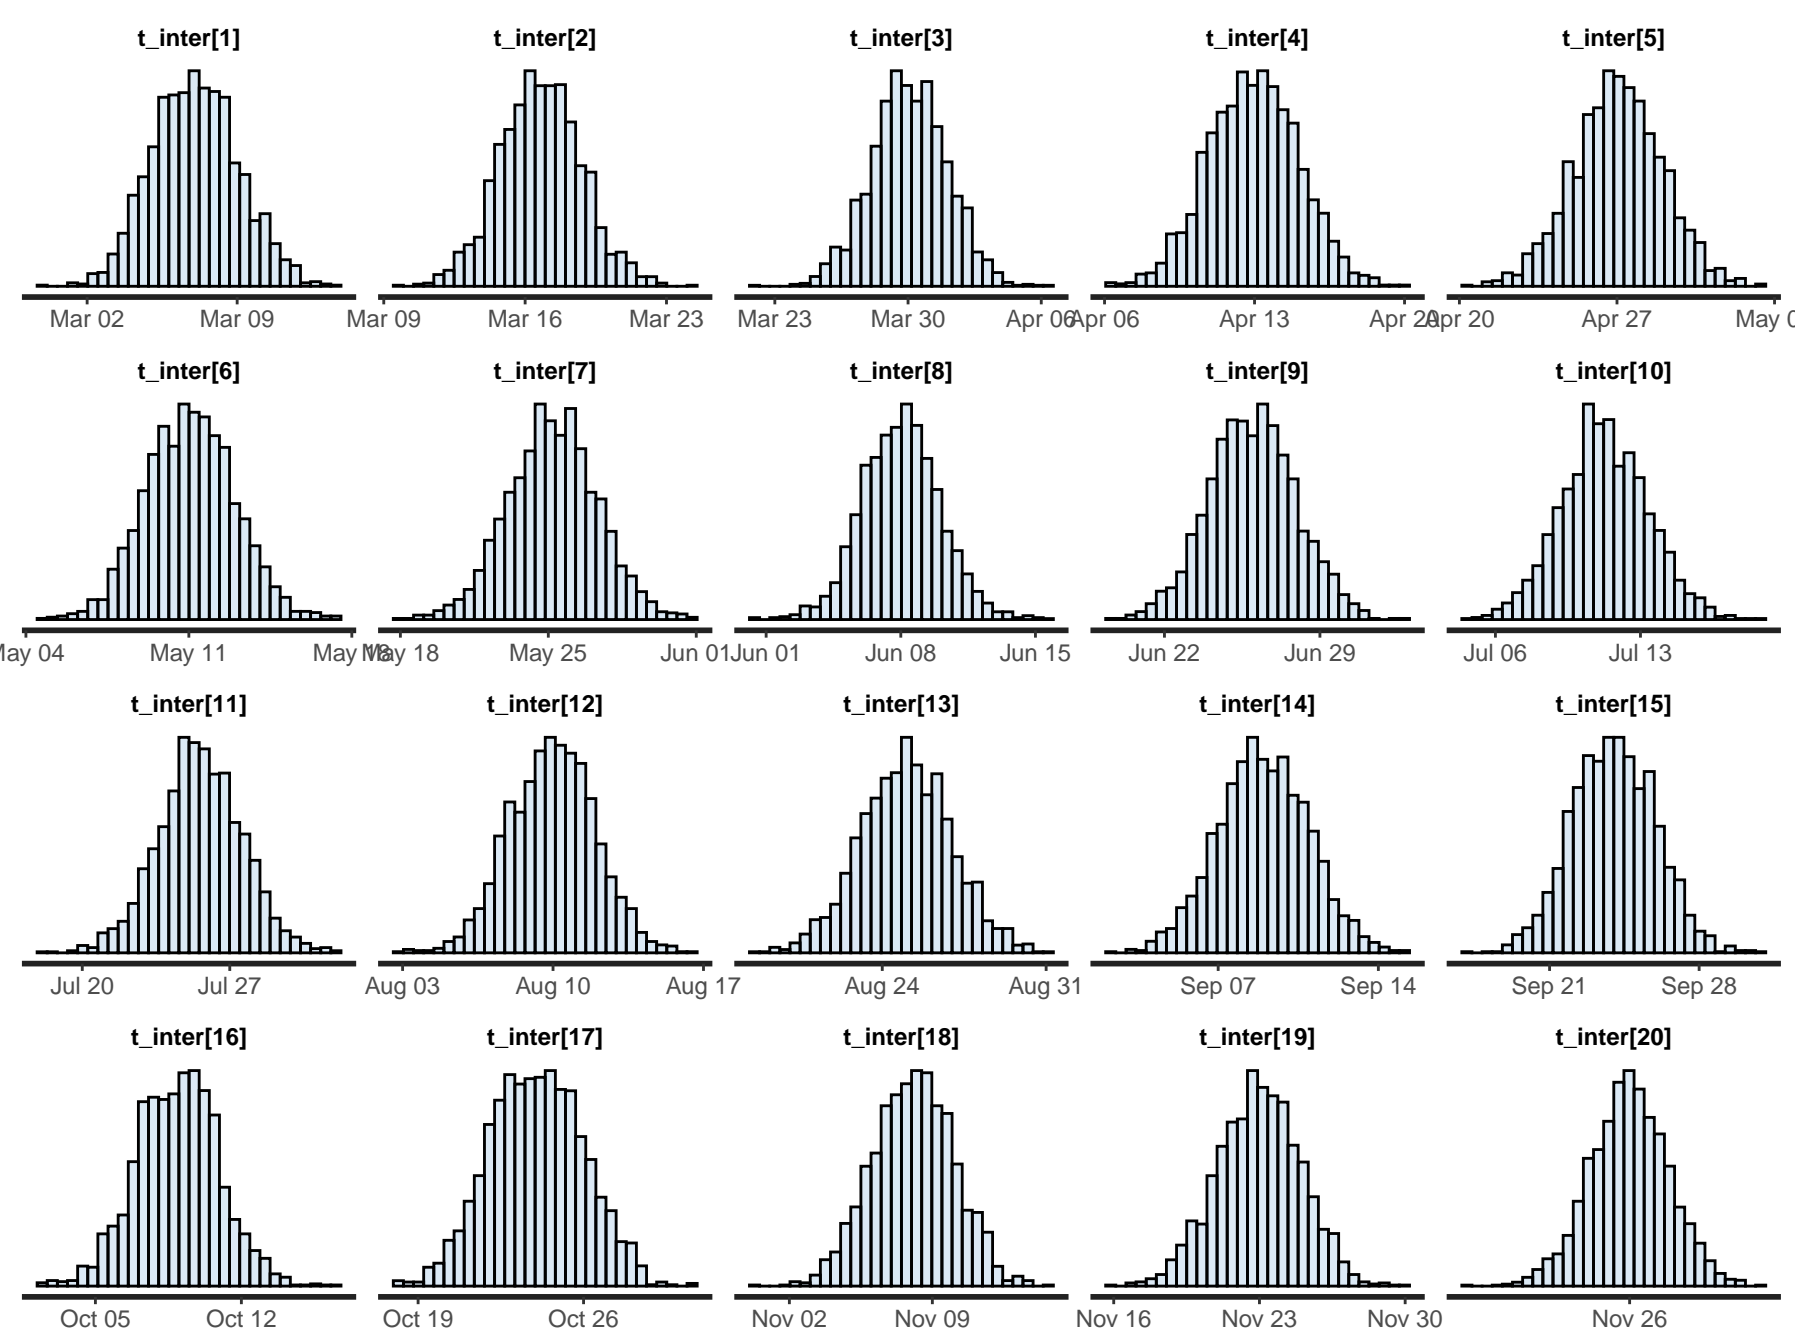 t_inter[1] t_inter[2] t_inter[3] t_inter[4] t_inter[5]
Mar 02 Mar 09 Mar 09 Mar 16 Mar 23 Mar 23 Mar 30 Apr 06 Apr 06 Apr 13 Apr 20 Apr 20 Apr 27 May 0
t_inter[6] t_inter[7] t_inter[8] t_inter[9] t_inter[10]
May 04 May 11 May 18 May 18 May 25 Jun 01 Jun 01 Jun 08 Jun 15 Jun 22 Jun 29 Jul 06 Jul 13
t_inter[11] t_inter[12] t_inter[13] t_inter[14] t_inter[15]
Jul 20 Jul 27 Aug 03 Aug 10 Aug 17 Aug 24 Aug 31 Sep 07 Sep 14 Sep 21 Sep 28
t_inter[16] t_inter[17] t_inter[18] t_inter[19] t_inter[20]
Oct 05 Oct 12 Oct 19 Oct 26 Nov 02 Nov 09 Nov 16 Nov 23 Nov 30 Nov 26